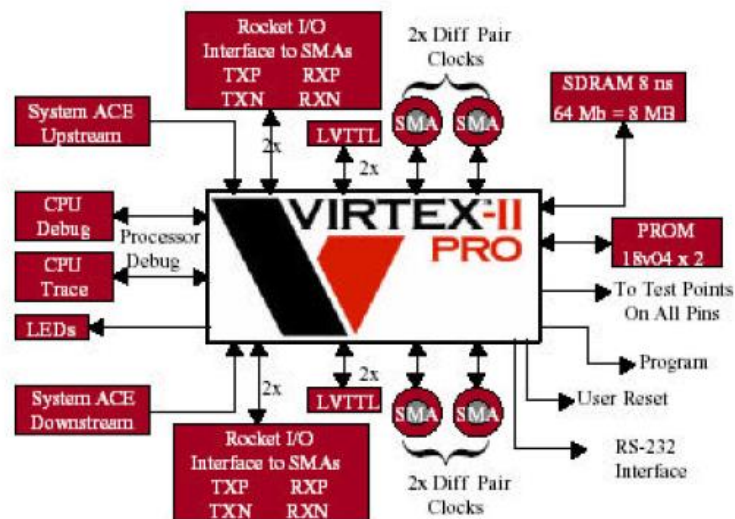 Rocket I/O
Interface to SMAs
TXP RXP
TXN RXN
2x Diff Pair
Clocks
SDRAM 8 ns
64 Mb = 8 MB
System ACE
Upstream
2x
LVTTL
2x
SMA
SMA
CPU
Debug
Processor
Debug
CPU
Trace
LEDs
VIRTEX-II
PRO
PROM
18v04 x 2
To Test Points
On All Pins
Program
User Reset
RS-232
Interface
System ACE
Downstream
2x
LVTTL
2x
SMA
SMA
Rocket I/O
Interface to SMAs
TXP RXP
TXN RXN
2x Diff Pair
Clocks